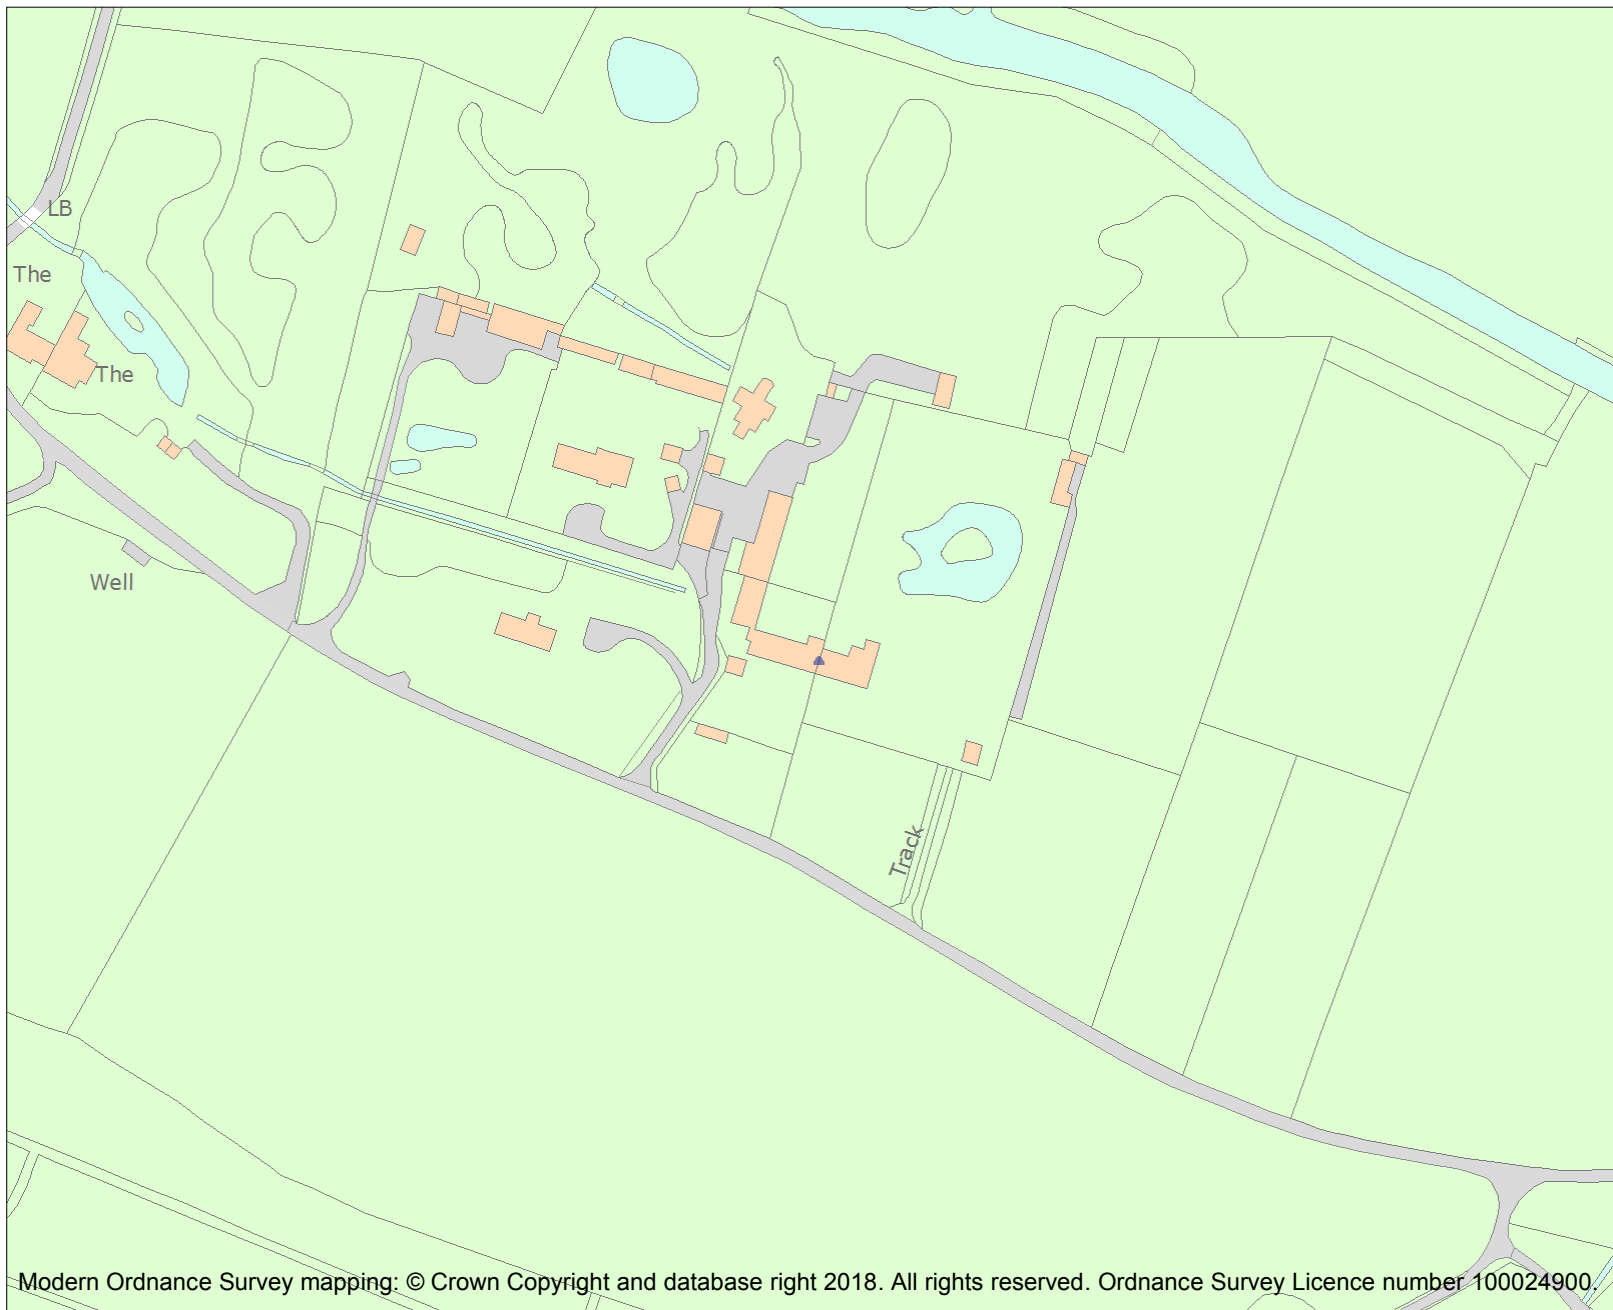 LB
The
The
Well
Track
Modern Ordnance Survey mapping: © Crown Copyright and database right 2018. All rights reserved. Ordnance Survey Licence number 100024900.